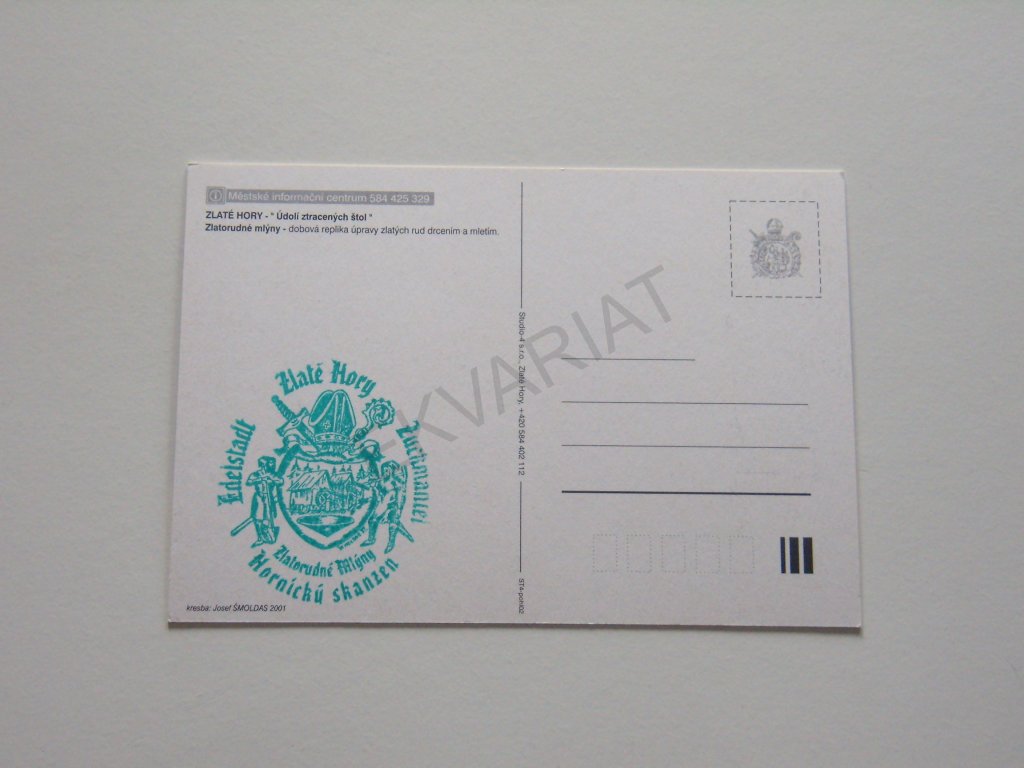 Městské informační centrum 584 425 329
ZLATÉ HORY - " Údolí ztracených štol "
Zlatorudné mlýny - dobová replika úpravy zlatých rud drcením a mletím.
Zlaté Hory
Edelstadt
Zuckmantel
Zlatorudné Mlýny
Hornický skanzen
kresba: Josef ŠMOLDAS 2001
Studio-4 s.r.o., Zlaté Hory, +420 584 402 112
ST4-pohl02
KVARIAT